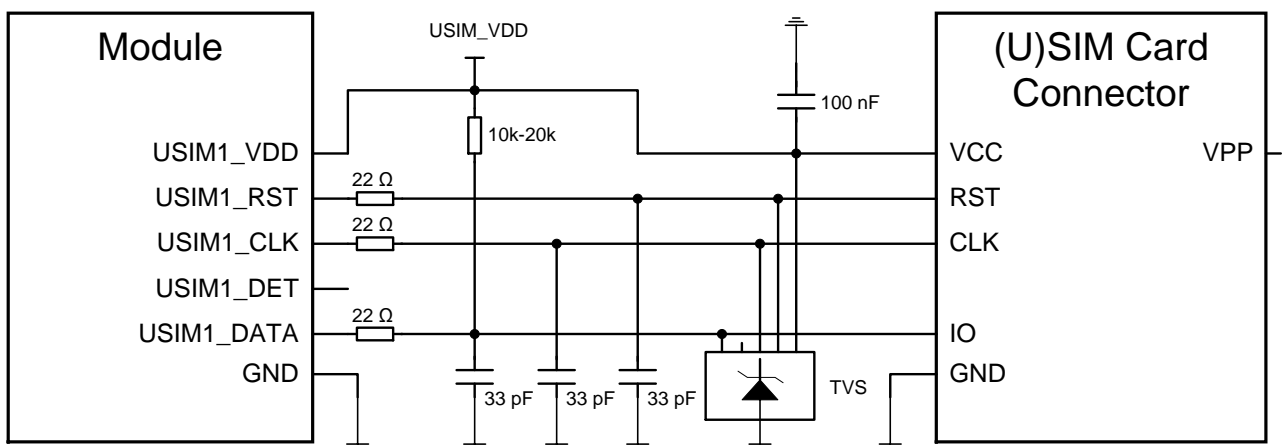 Module
USIM_VDD
(U)SIM Card
Connector
100 nF
10k-20k
USIM1_VDD
VCC
VPP
22 Ω
USIM1_RST
RST
22 Ω
USIM1_CLK
CLK
USIM1_DET
22 Ω
USIM1_DATA
IO
GND
33 pF
33 pF
33 pF
TVS
GND